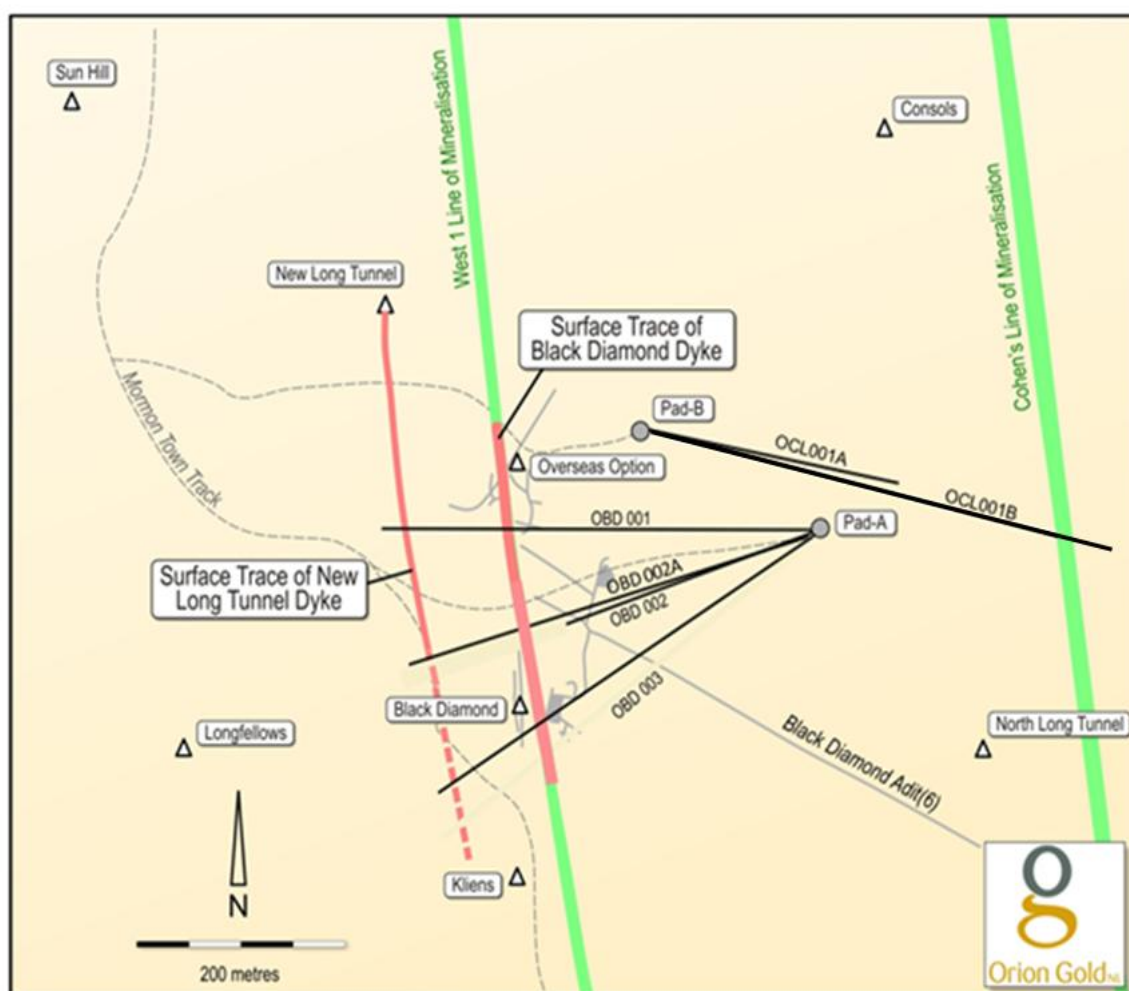 Sun Hill
Consols
West 1 Line of Mineralisation
Cohen's Line of Mineralisation
New Long Tunnel
Surface Trace of
Black Diamond Dyke
Mormon Town Track
Pad-B
OCL001A
Overseas Option
OCL001B
OBD 001
Pad-A
Surface Trace of New
Long Tunnel Dyke
OBD 002A
OBD 002
OBD 003
Black Diamond
Longfellows
North Long Tunnel
Black Diamond Adit(6)
Kliens
N
200 metres
g
Orion Gold NL